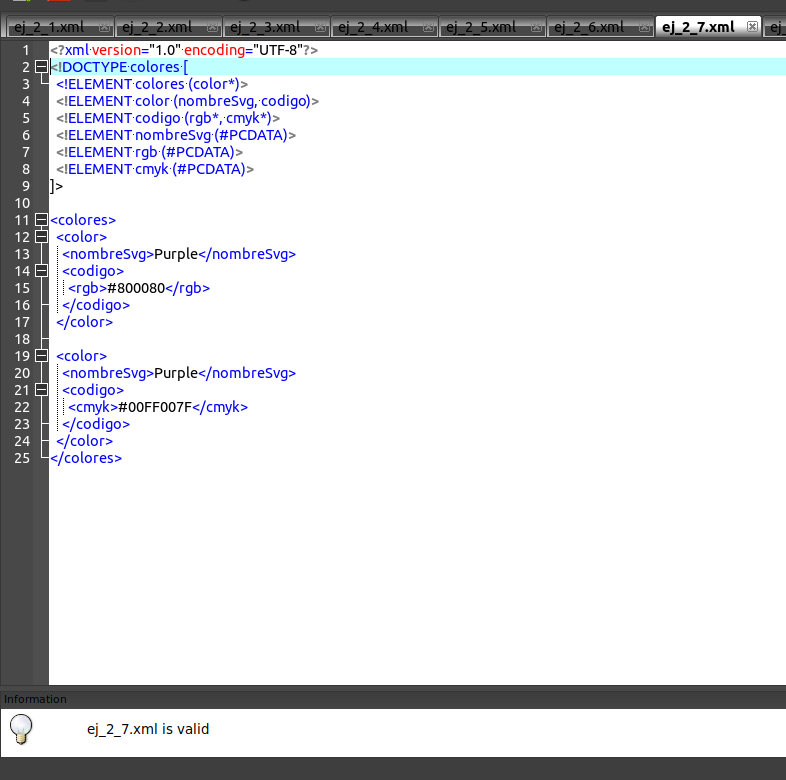 ej_2_1.xml ej_2_2.xml ej_2_3.xml ej_2_4.xml ej_2_5.xml ej_2_6.xml ej_2_7.xml ej_
1 <?xml version="1.0" encoding="UTF-8"?>
2 <!DOCTYPE colores [
3 <!ELEMENT colores (color*)>
4 <!ELEMENT color (nombreSvg, codigo)>
5 <!ELEMENT codigo (rgb*, cmyk*)>
6 <!ELEMENT nombreSvg (#PCDATA)>
7 <!ELEMENT rgb (#PCDATA)>
8 <!ELEMENT cmyk (#PCDATA)>
9 ]>
10
11 <colores>
12 <color>
13 <nombreSvg>Purple</nombreSvg>
14 <codigo>
15 <rgb>#800080</rgb>
16 </codigo>
17 </color>
18
19 <color>
20 <nombreSvg>Purple</nombreSvg>
21 <codigo>
22 <cmyk>#00FF007F</cmyk>
23 </codigo>
24 </color>
25 </colores>
Information
ej_2_7.xml is valid